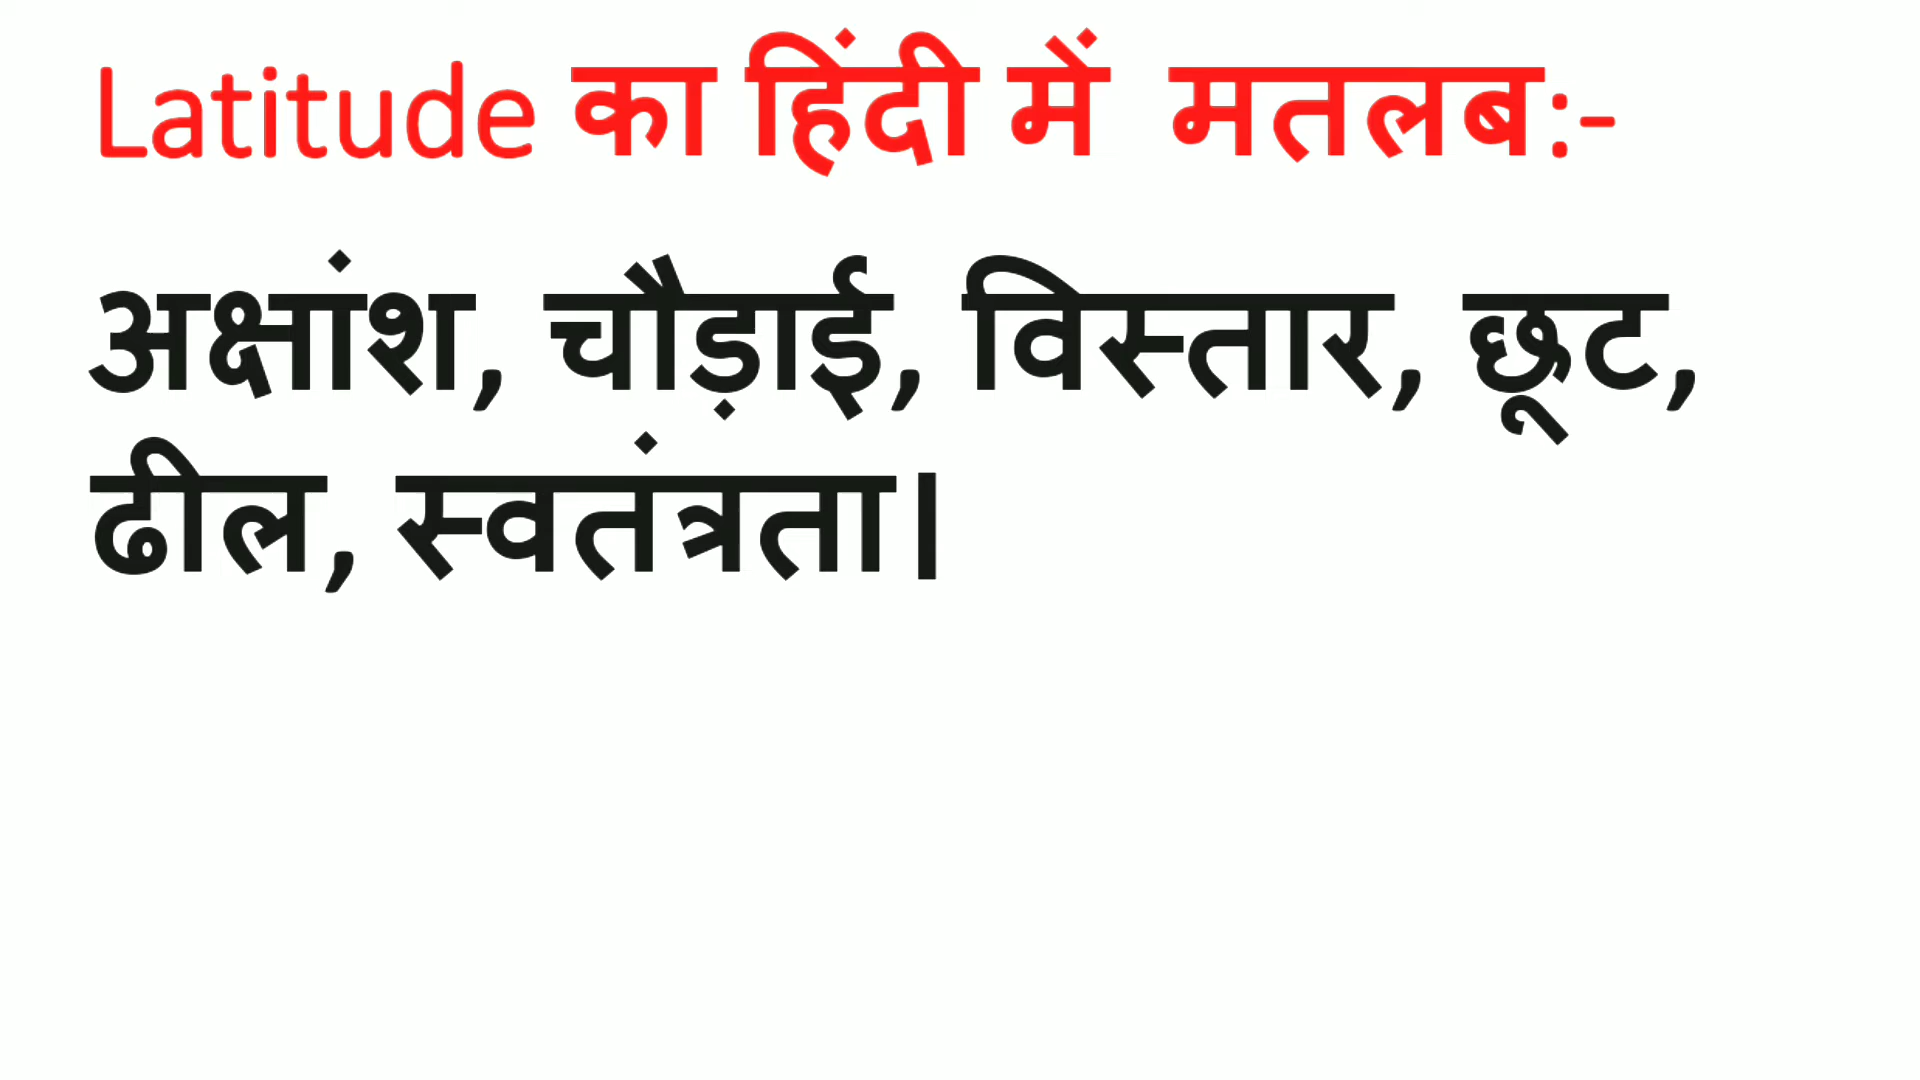 Latitude का हिंदी में  मतलब:-
अक्षांश, चौड़ाई, विस्तार, छूट,
ढील, स्वतंत्रता।